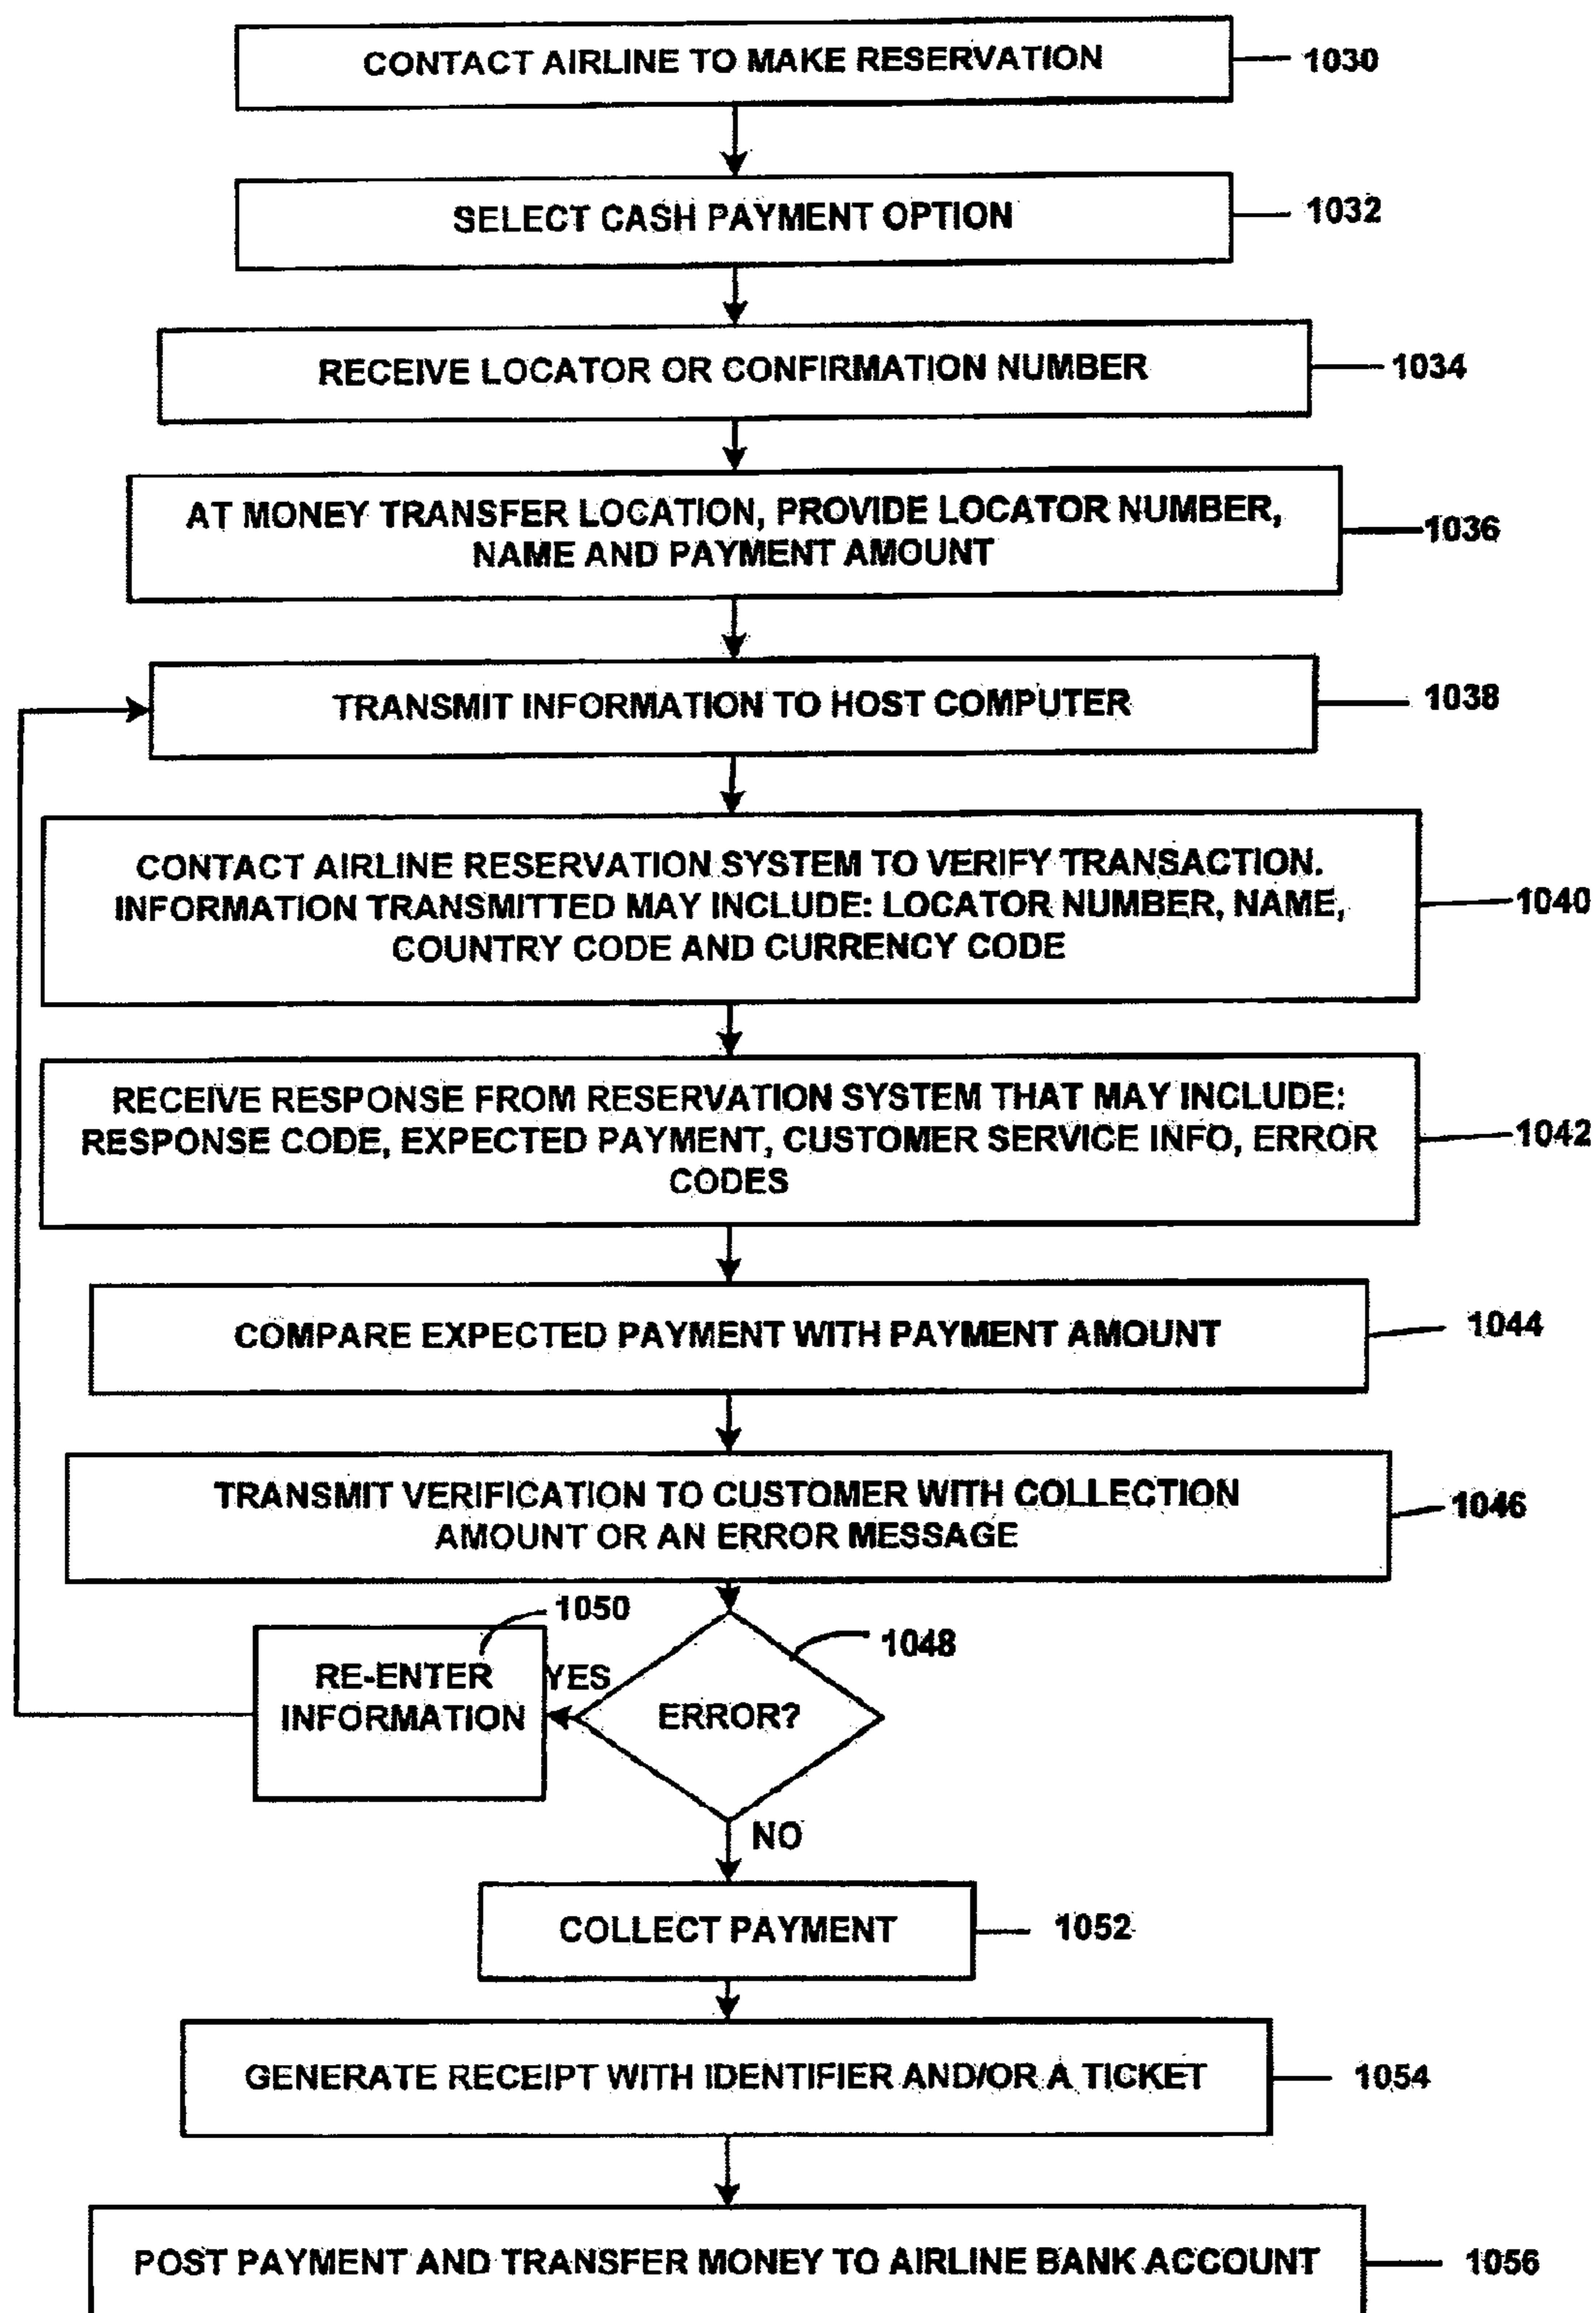 CONTACT AIRLINE TO MAKE RESERVATION
1030
SELECT CASH PAYMENT OPTION
1032
RECEIVE LOCATOR OR CONFIRMATION NUMBER
1034
AT MONEY TRANSFER LOCATION, PROVIDE LOCATOR NUMBER,
NAME AND PAYMENT AMOUNT
1036
TRANSMIT INFORMATION TO HOST COMPUTER
1038
CONTACT AIRLINE RESERVATION SYSTEM TO VERIFY TRANSACTION.
INFORMATION TRANSMITTED MAY INCLUDE: LOCATOR NUMBER, NAME,
COUNTRY CODE AND CURRENCY CODE
1040
RECEIVE RESPONSE FROM RESERVATION SYSTEM THAT MAY INCLUDE:
RESPONSE CODE, EXPECTED PAYMENT, CUSTOMER SERVICE INFO, ERROR
CODES
1042
COMPARE EXPECTED PAYMENT WITH PAYMENT AMOUNT
1044
TRANSMIT VERIFICATION TO CUSTOMER WITH COLLECTION
AMOUNT OR AN ERROR MESSAGE
1046
1050
RE-ENTER
INFORMATION
YES
ERROR?
1048
NO
COLLECT PAYMENT
1052
GENERATE RECEIPT WITH IDENTIFIER AND/OR A TICKET
1054
POST PAYMENT AND TRANSFER MONEY TO AIRLINE BANK ACCOUNT
1056